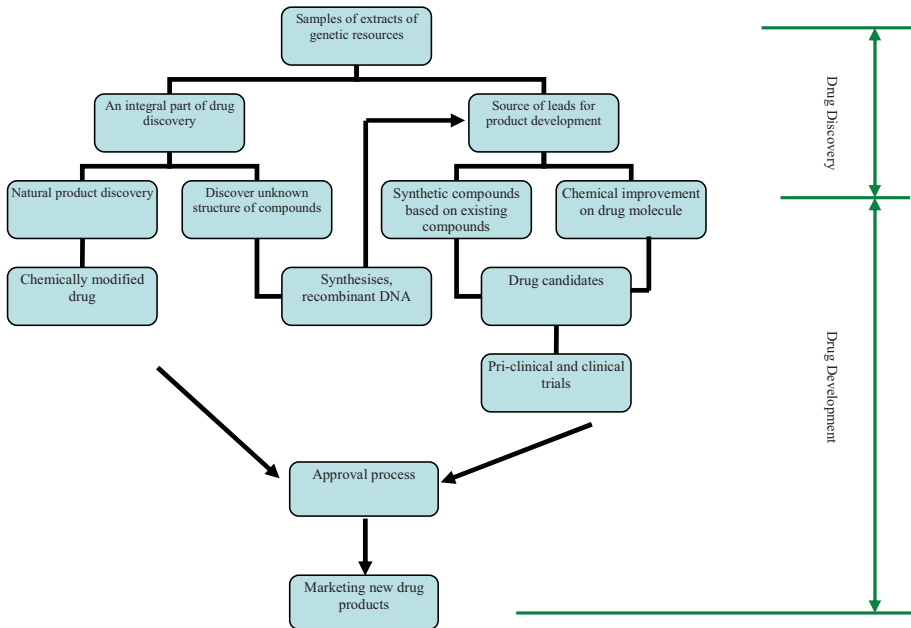 Samples of extracts of
genetic resources
An integral part of drug
discovery
Source of leads for
product development
Natural product discovery
Discover unknown
structure of compounds
Synthetic compounds
based on existing
compounds
Chemical improvement
on drug molecule
Chemically modified
drug
Synthesises,
recombinant DNA
Drug candidates
Pri-clinical and clinical
trials
Approval process
Marketing new drug
products
Drug Discovery
Drug Development